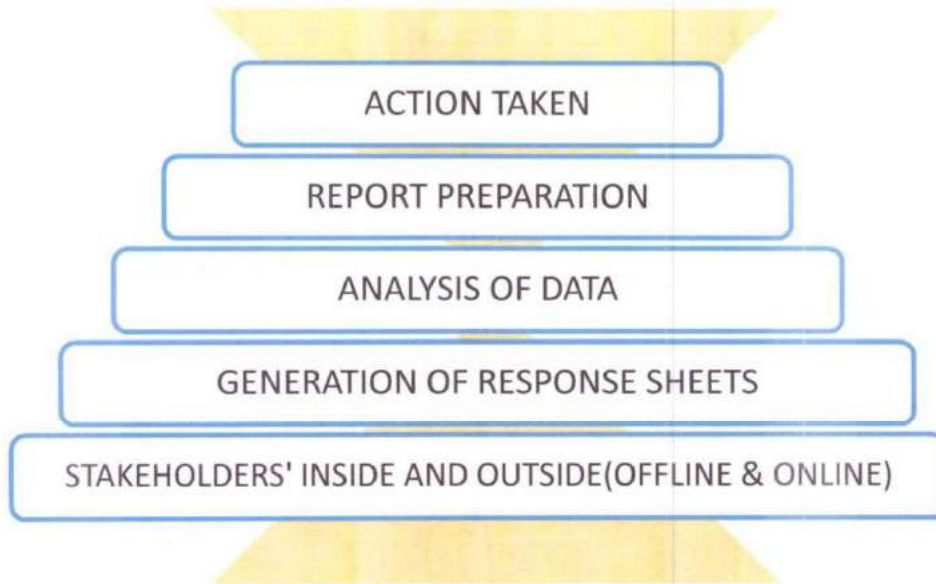 ACTION TAKEN
REPORT PREPARATION
ANALYSIS OF DATA
GENERATION OF RESPONSE SHEETS
STAKEHOLDERS' INSIDE AND OUTSIDE(OFFLINE & ONLINE)